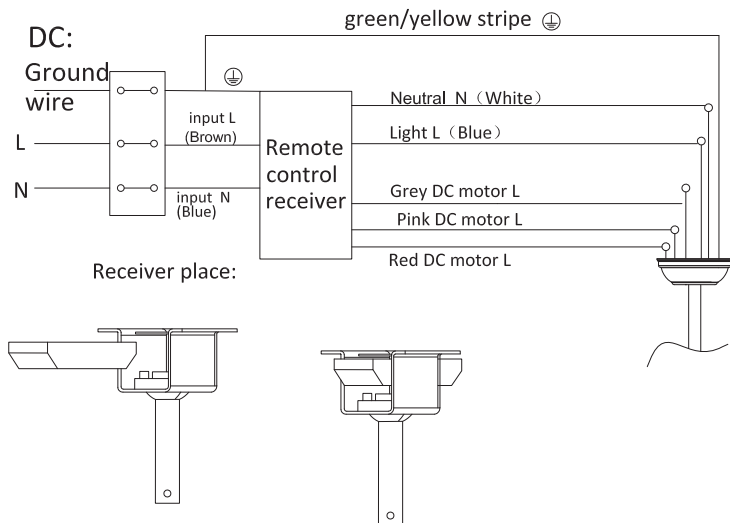 green/yellow stripe ⏚
DC:
Ground
wire
L
N
input L
(Brown)
input N
(Blue)
Remote
control
receiver
Neutral N（White）
Light L（Blue）
Grey DC motor L
Pink DC motor L
Red DC motor L
Receiver place: